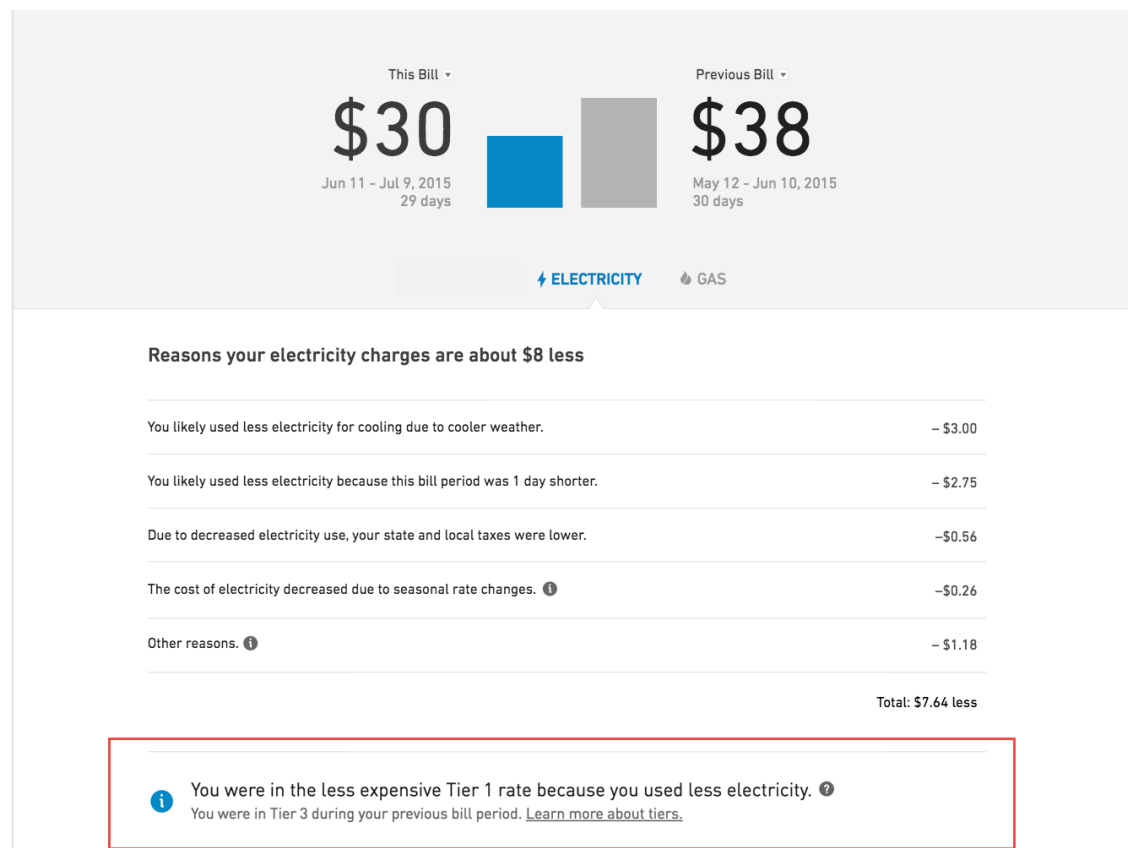 This Bill
Previous Bill
$30
$38
Jun 11 - Jul 9, 2015
29 days
May 12 - Jun 10, 2015
30 days
ELECTRICITY
GAS
Reasons your electricity charges are about $8 less
You likely used less electricity for cooling due to cooler weather.
– $3.00
You likely used less electricity because this bill period was 1 day shorter.
– $2.75
Due to decreased electricity use, your state and local taxes were lower.
–$0.56
The cost of electricity decreased due to seasonal rate changes. i
–$0.26
Other reasons. i
– $1.18
Total: $7.64 less
i
You were in the less expensive Tier 1 rate because you used less electricity. ?
You were in Tier 3 during your previous bill period. Learn more about tiers.